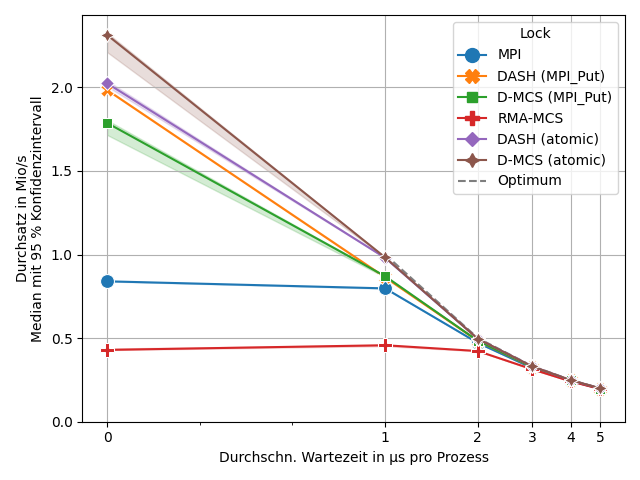 Durchsatz in Mio/s
Median mit 95 % Konfidenzintervall
2.0
1.5
1.0
0.5
0.0
Lock
MPI
DASH (MPI_Put)
D-MCS (MPI_Put)
RMA-MCS
DASH (atomic)
D-MCS (atomic)
Optimum
0 1 2 3 4 5
Durchschn. Wartezeit in µs pro Prozess